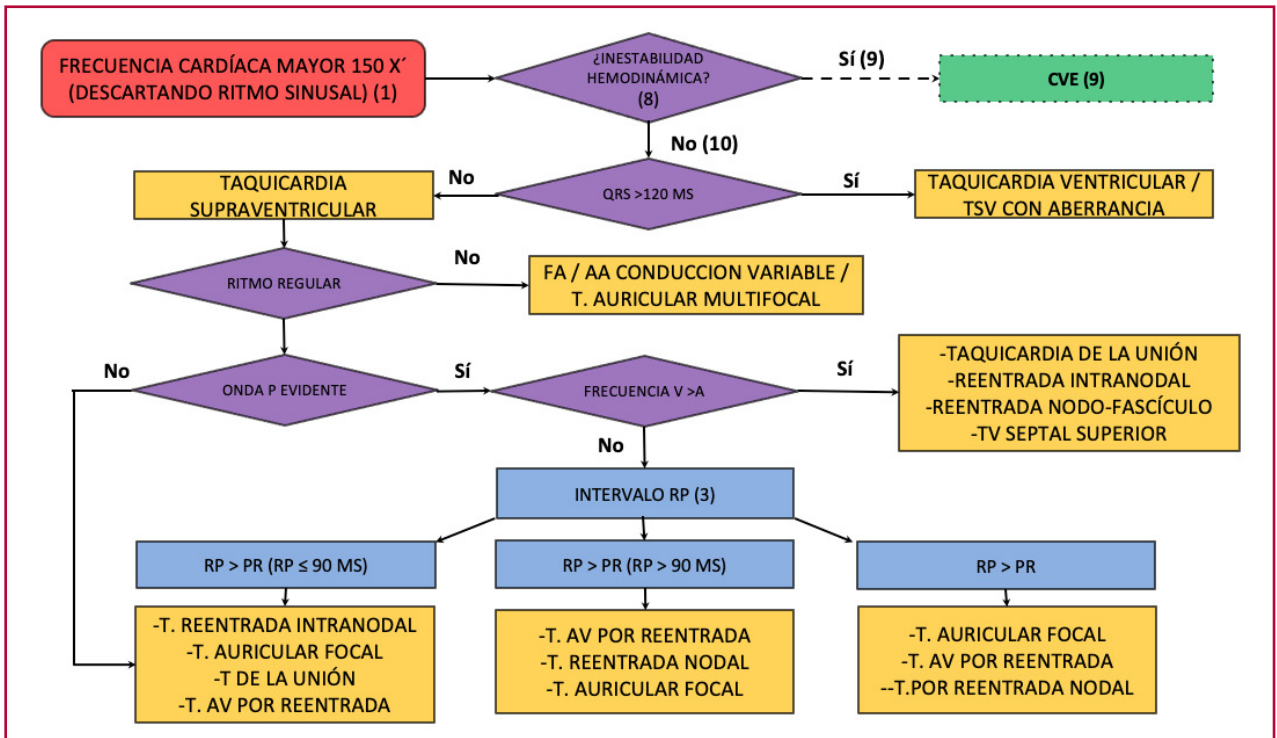 FRECUENCIA CARDÍACA MAYOR 150 X´
(DESCARTANDO RITMO SINUSAL) (1)
¿INESTABILIDAD
HEMODINÁMICA?
(8)
Sí (9)
CVE (9)
No (10)
QRS >120 MS
No
Sí
TAQUICARDIA
SUPRAVENTRICULAR
TAQUICARDIA VENTRICULAR /
TSV CON ABERRANCIA
RITMO REGULAR
No
FA / AA CONDUCCION VARIABLE /
T. AURICULAR MULTIFOCAL
No
ONDA P EVIDENTE
Sí
FRECUENCIA V >A
Sí
-TAQUICARDIA DE LA UNIÓN
-REENTRADA INTRANODAL
-REENTRADA NODO-FASCÍCULO
-TV SEPTAL SUPERIOR
No
INTERVALO RP (3)
RP > PR (RP ≤ 90 MS)
RP > PR (RP > 90 MS)
RP > PR
-T. REENTRADA INTRANODAL
-T. AURICULAR FOCAL
-T DE LA UNIÓN
-T. AV POR REENTRADA
-T. AV POR REENTRADA
-T. REENTRADA NODAL
-T. AURICULAR FOCAL
-T. AURICULAR FOCAL
-T. AV POR REENTRADA
--T.POR REENTRADA NODAL